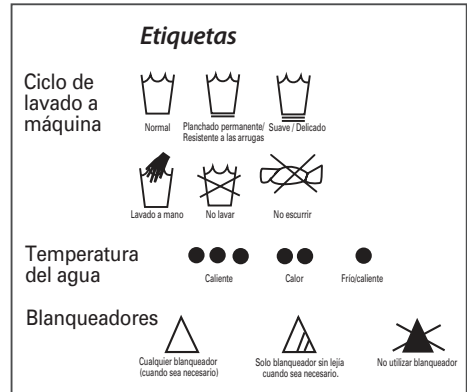 Etiquetas
Ciclo de
lavado a
máquina
Normal
Planchado permanente/
Resistente a las arrugas
Suave / Delicado
Lavado a mano
No lavar
No escurrir
Temperatura
del agua
Caliente
Calor
Frío/caliente
Blanqueadores
Cualquier blanqueador
(cuando sea necesario)
Solo blanqueador sin lejía
cuando sea necesario.
No utilizar blanqueador